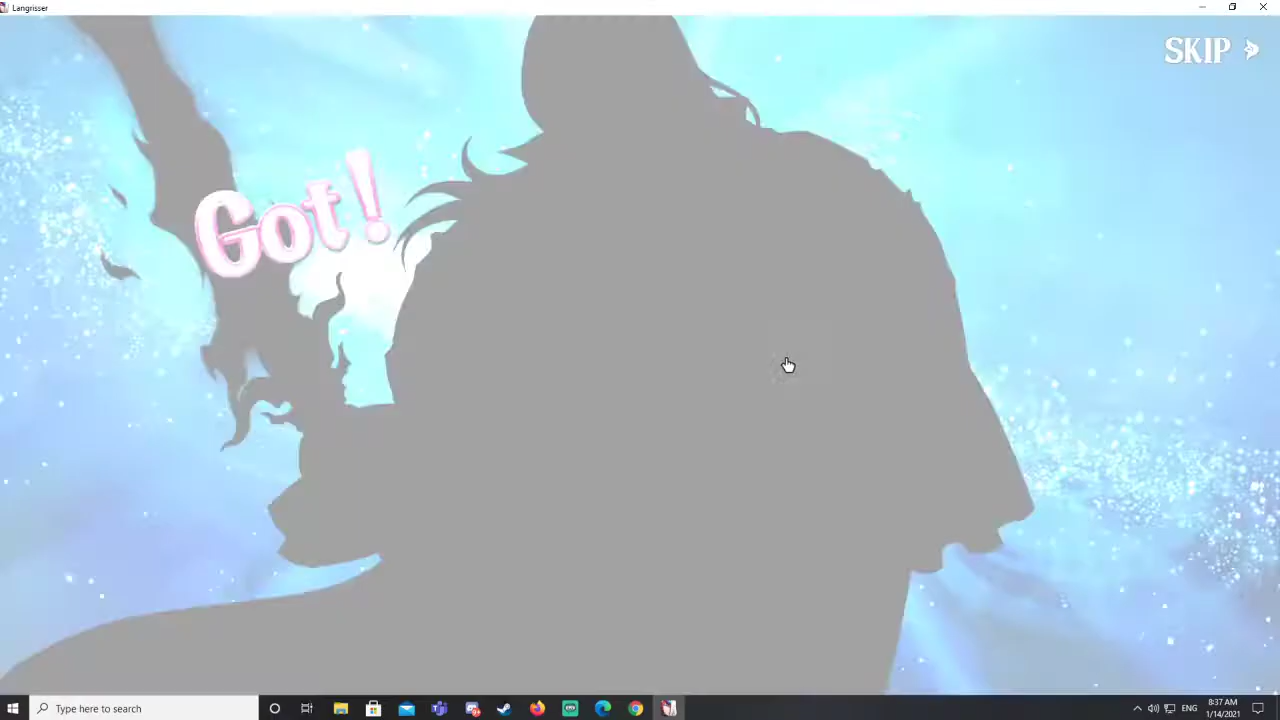 Langrisser
SKIP
Got!
Type here to search
ENG
8:37 AM
1/14/2021